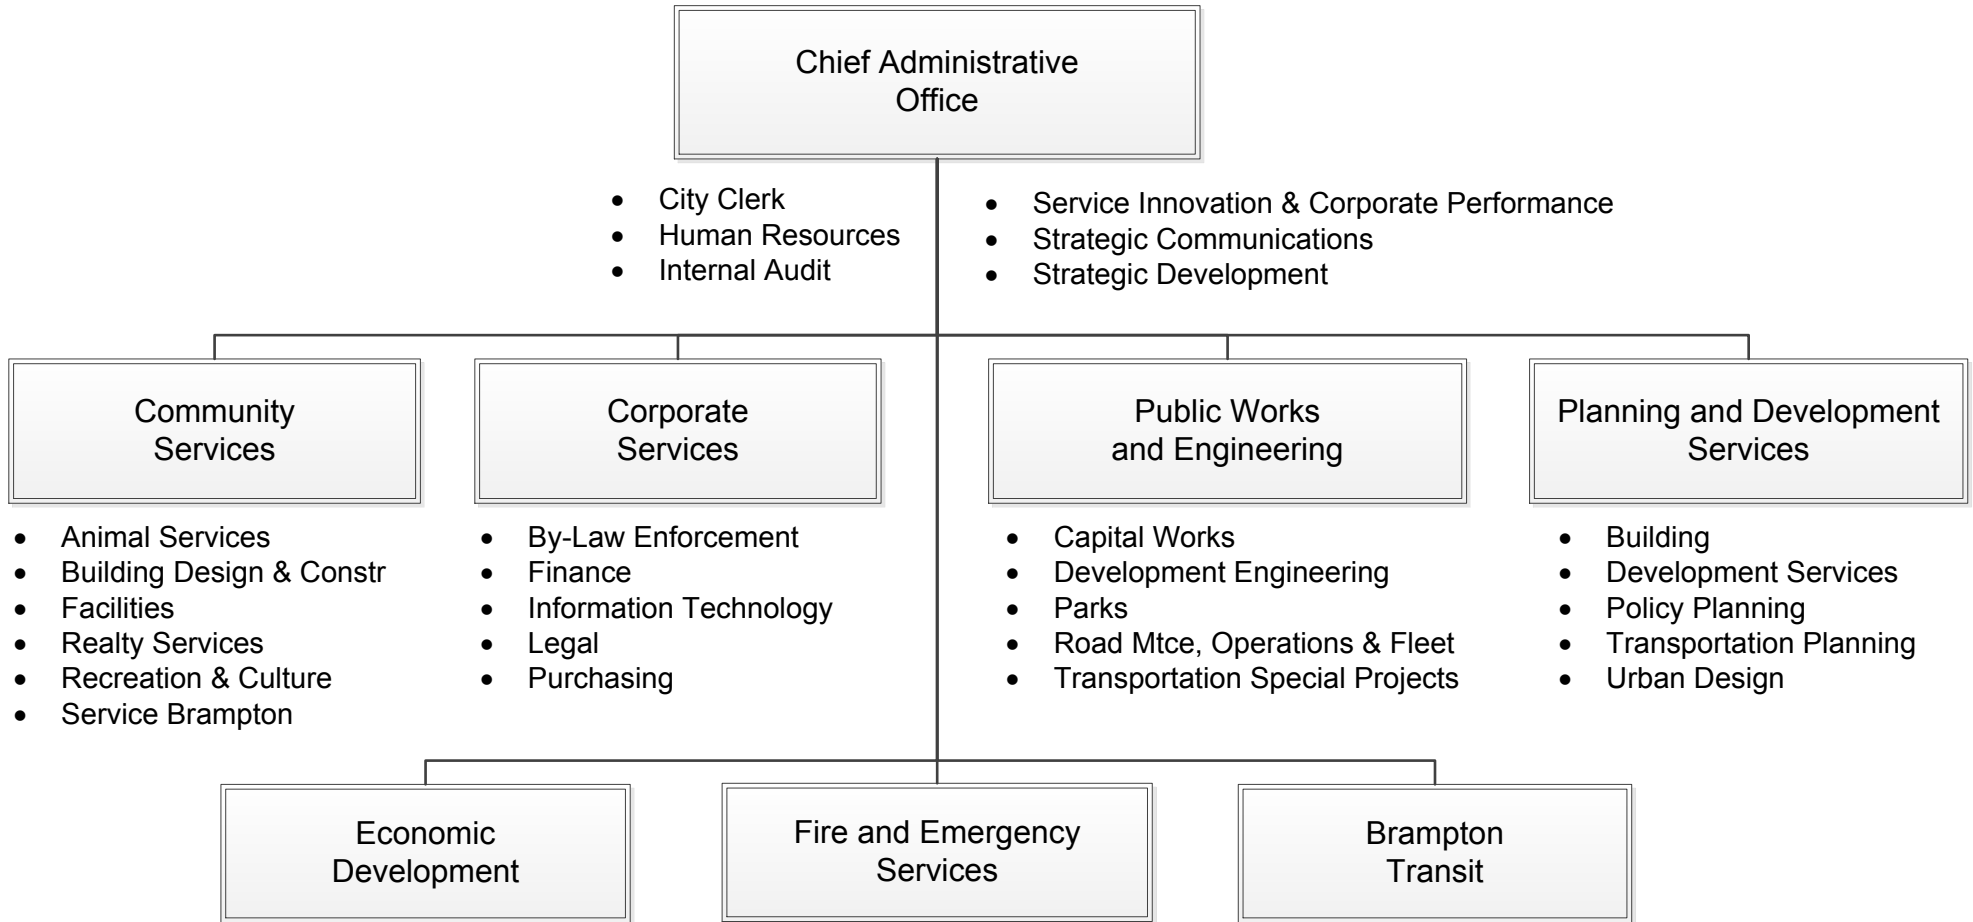 Chief Administrative
Office
• City Clerk
• Human Resources
• Internal Audit
• Service Innovation & Corporate Performance
• Strategic Communications
• Strategic Development
Community
Services
• Animal Services
• Building Design & Constr
• Facilities
• Realty Services
• Recreation & Culture
• Service Brampton
Corporate
Services
• By-Law Enforcement
• Finance
• Information Technology
• Legal
• Purchasing
Public Works
and Engineering
• Capital Works
• Development Engineering
• Parks
• Road Mtce, Operations & Fleet
• Transportation Special Projects
Planning and Development
Services
• Building
• Development Services
• Policy Planning
• Transportation Planning
• Urban Design
Economic
Development
Fire and Emergency
Services
Brampton
Transit